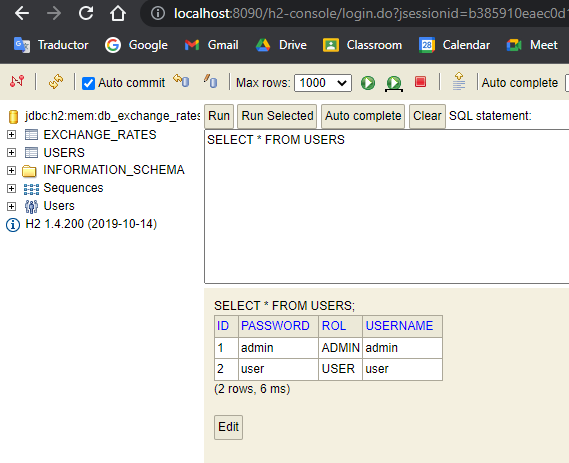 localhost:8090/h2-console/login.do?jsessionid=b385910eaec0d
Traductor Google Gmail Drive Classroom 28 Calendar Meet
Auto commit Max rows: 1000 SQL Auto complete
jdbc:h2:mem:db_exchange_rates
EXCHANGE_RATES
USERS
INFORMATION_SCHEMA
Sequences
Users
H2 1.4.200 (2019-10-14)
Run Run Selected Auto complete Clear SQL statement:
SELECT * FROM USERS
SELECT * FROM USERS;
ID PASSWORD ROL USERNAME
1 admin ADMIN admin
2 user USER user
(2 rows, 6 ms)
Edit